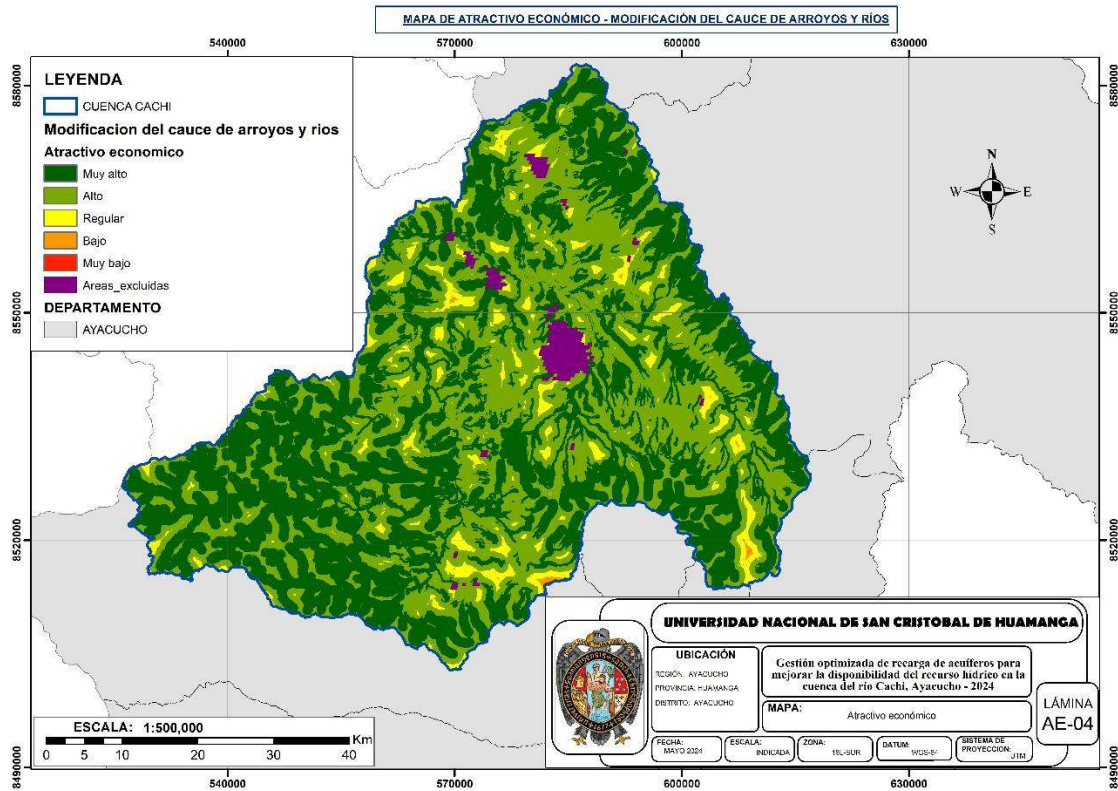 MAPA DE ATRACTIVO ECONÓMICO - MODIFICACIÓN DEL CAUCE DE ARROYOS Y RÍOS
540000 570000 600000 630000
8580000 8580000
8550000 8550000
8520000 8520000
8490000 8490000
LEYENDA
CUENCA CACHI
Modificacion del cauce de arroyos y rios
Atractivo economico
Muy alto
Alto
Regular
Bajo
Muy bajo
Areas_excluidas
DEPARTAMENTO
AYACUCHO
N
W E
S
ESCALA: 1:500,000
0 5 10 20 30 40 Km
UNIVERSIDAD NACIONAL DE SAN CRISTOBAL DE HUAMANGA
UBICACIÓN
REGIÓN: AYACUCHO
PROVINCIA: HUAMANGA
DISTRITO: AYACUCHO
Gestión optimizada de recarga de acuíferos para
mejorar la disponibilidad del recurso hídrico en la
cuenca del río Cachi, Ayacucho - 2024
MAPA: Atractivo económico
LÁMINA
AE-04
FECHA: MAYO 2024
ESCALA: INDICADA
ZONA: 18L-SUR
DATUM: WGS-84
SISTEMA DE PROYECCION: UTM
540000 570000 600000 630000